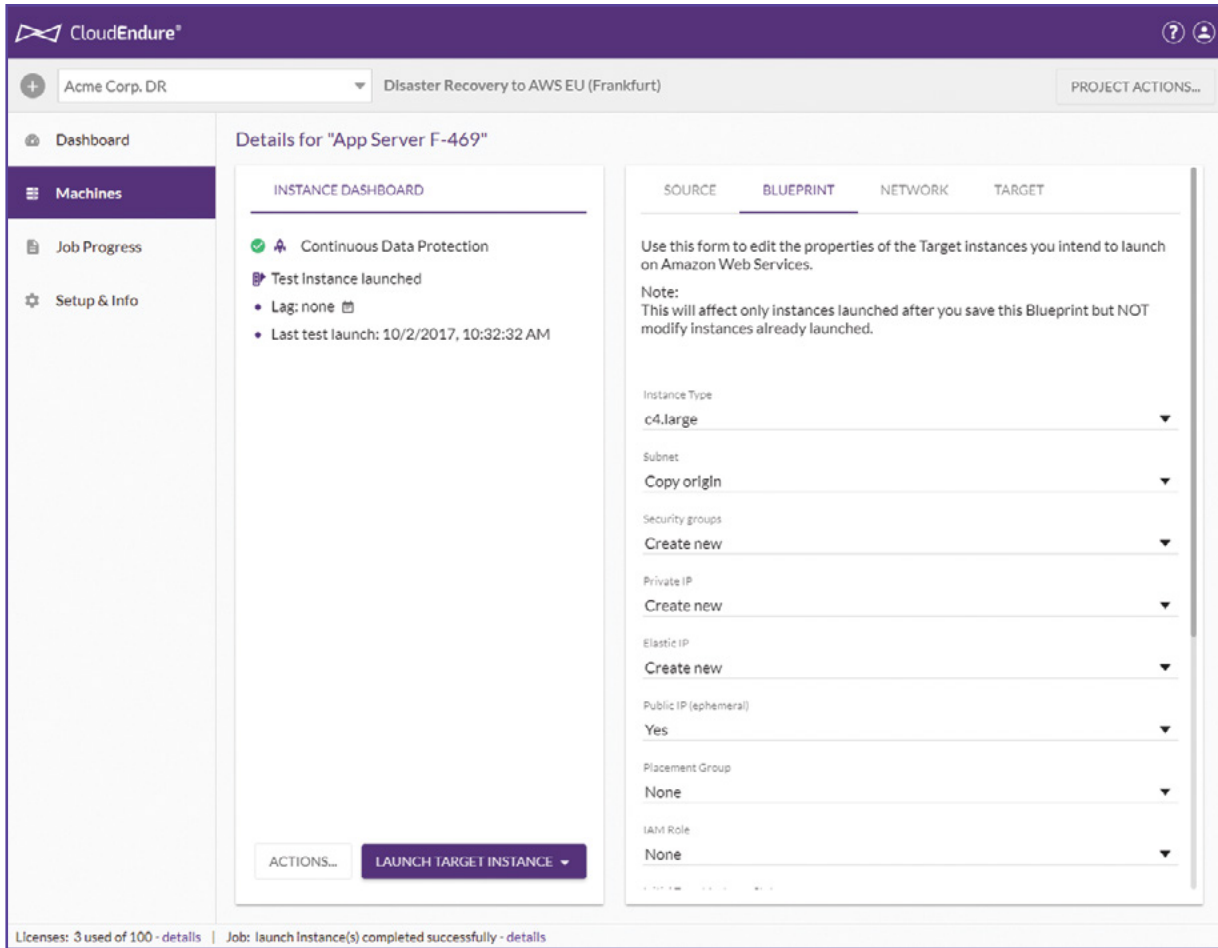 CloudEndure®
?
Acme Corp. DR
Disaster Recovery to AWS EU (Frankfurt)
PROJECT ACTIONS...
Dashboard
Machines
Job Progress
Setup & Info
Details for "App Server F-469"
INSTANCE DASHBOARD
Continuous Data Protection
Test instance launched
• Lag: none
• Last test launch: 10/2/2017, 10:32:32 AM
ACTIONS...
LAUNCH TARGET INSTANCE
SOURCE BLUEPRINT NETWORK TARGET
Use this form to edit the properties of the Target instances you intend to launch
on Amazon Web Services.
Note:
This will affect only instances launched after you save this Blueprint but NOT
modify instances already launched.
Instance Type
c4.large
Subnet
Copy origin
Security groups
Create new
Private IP
Create new
Elastic IP
Create new
Public IP (ephemeral)
Yes
Placement Group
None
IAM Role
None
Licenses: 3 used of 100 - details | Job: launch instance(s) completed successfully - details